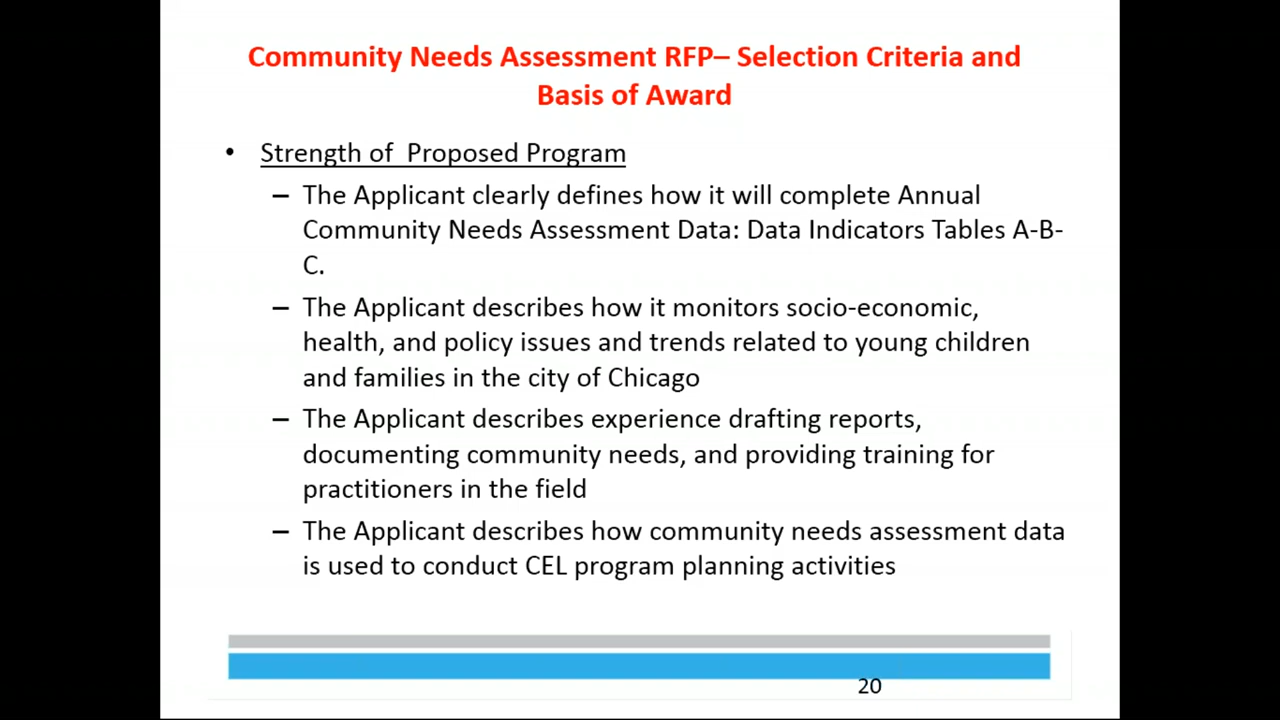 Community Needs Assessment RFP– Selection Criteria and
Basis of Award
• Strength of Proposed Program
– The Applicant clearly defines how it will complete Annual
Community Needs Assessment Data: Data Indicators Tables A-B-
C.
– The Applicant describes how it monitors socio-economic,
health, and policy issues and trends related to young children
and families in the city of Chicago
– The Applicant describes experience drafting reports,
documenting community needs, and providing training for
practitioners in the field
– The Applicant describes how community needs assessment data
is used to conduct CEL program planning activities
20